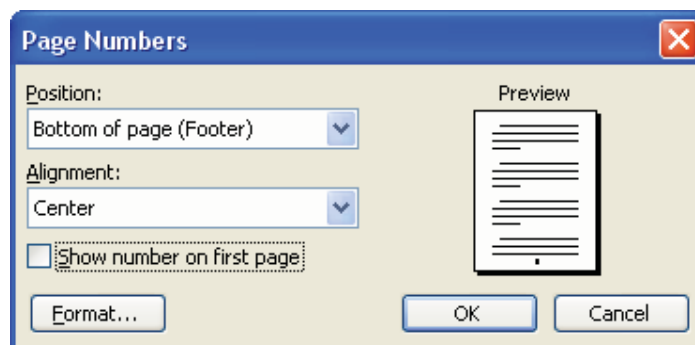 Page Numbers
Position:
Preview
Bottom of page (Footer)
Alignment:
Center
Show number on first page
Format...
OK
Cancel